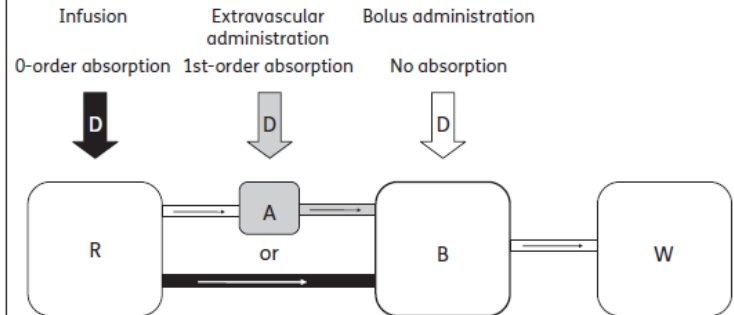 Infusion
Extravascular
administration
Bolus administration
0-order absorption
1st-order absorption
No absorption
D
D
D
R
A
or
B
W